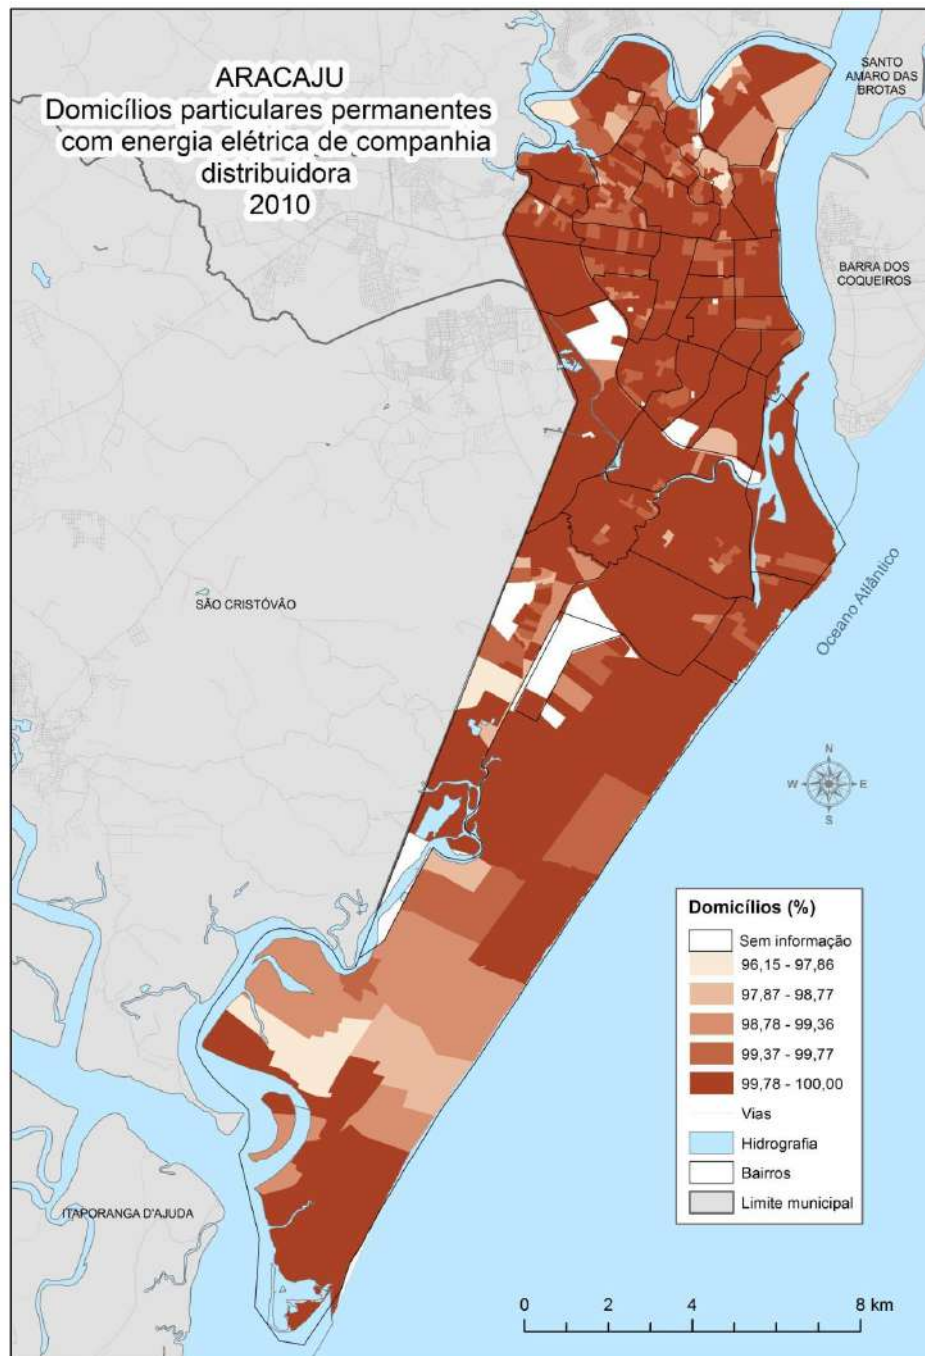 ARACAJU
Domicílios particulares permanentes
com energia elétrica de companhia
distribuidora
2010
SANTO
AMARO DAS
BROTAS
BARRA DOS
COQUEIROS
SÃO CRISTÓVÃO
Oceano Atlântico
N
W
E
S
Domicílios (%)
Sem informação
96,15 - 97,86
97,87 - 98,77
98,78 - 99,36
99,37 - 99,77
99,78 - 100,00
Vias
Hidrografia
Bairros
Limite municipal
ITAPORANGA D'AJUDA
0 2 4 8 km